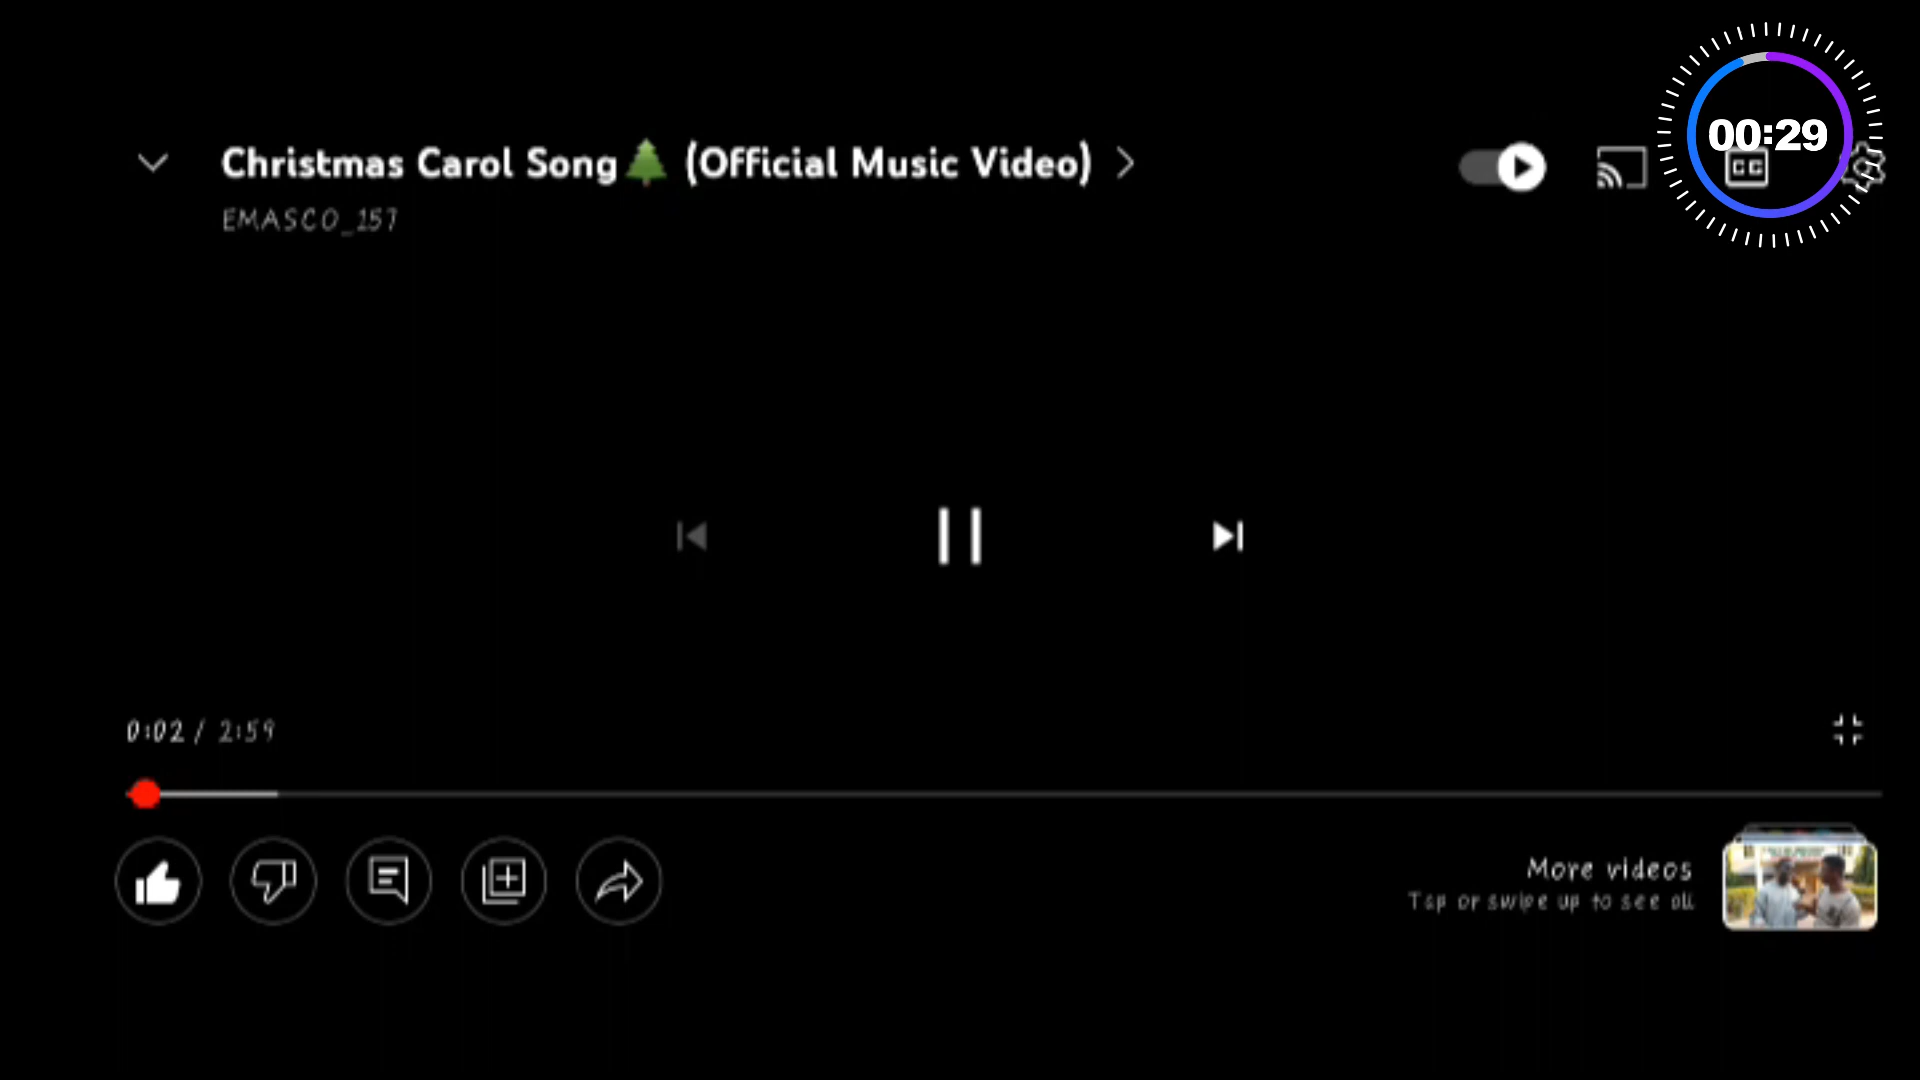 Christmas Carol Song🌲 (Official Music Video)
EMASCO_157
00:29
CC
0:02 / 2:59
More videos
Tap or swipe up to see all